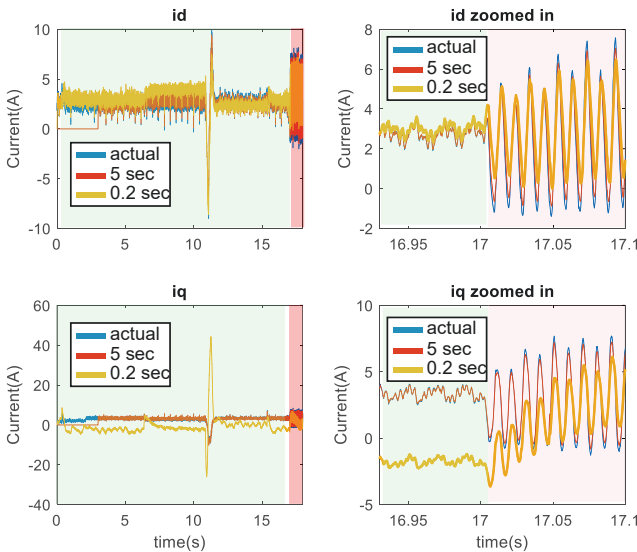 id
Current(A)
10
5
0
-5
-10
actual
5 sec
0.2 sec
0
5
10
15
id zoomed in
Current(A)
8
6
4
2
0
-2
actual
5 sec
0.2 sec
16.95
17
17.05
17.1
iq
Current(A)
60
40
20
0
-20
-40
actual
5 sec
0.2 sec
0
5
10
15
time(s)
iq zoomed in
Current(A)
10
5
0
-5
actual
5 sec
0.2 sec
16.95
17
17.05
17.1
time(s)